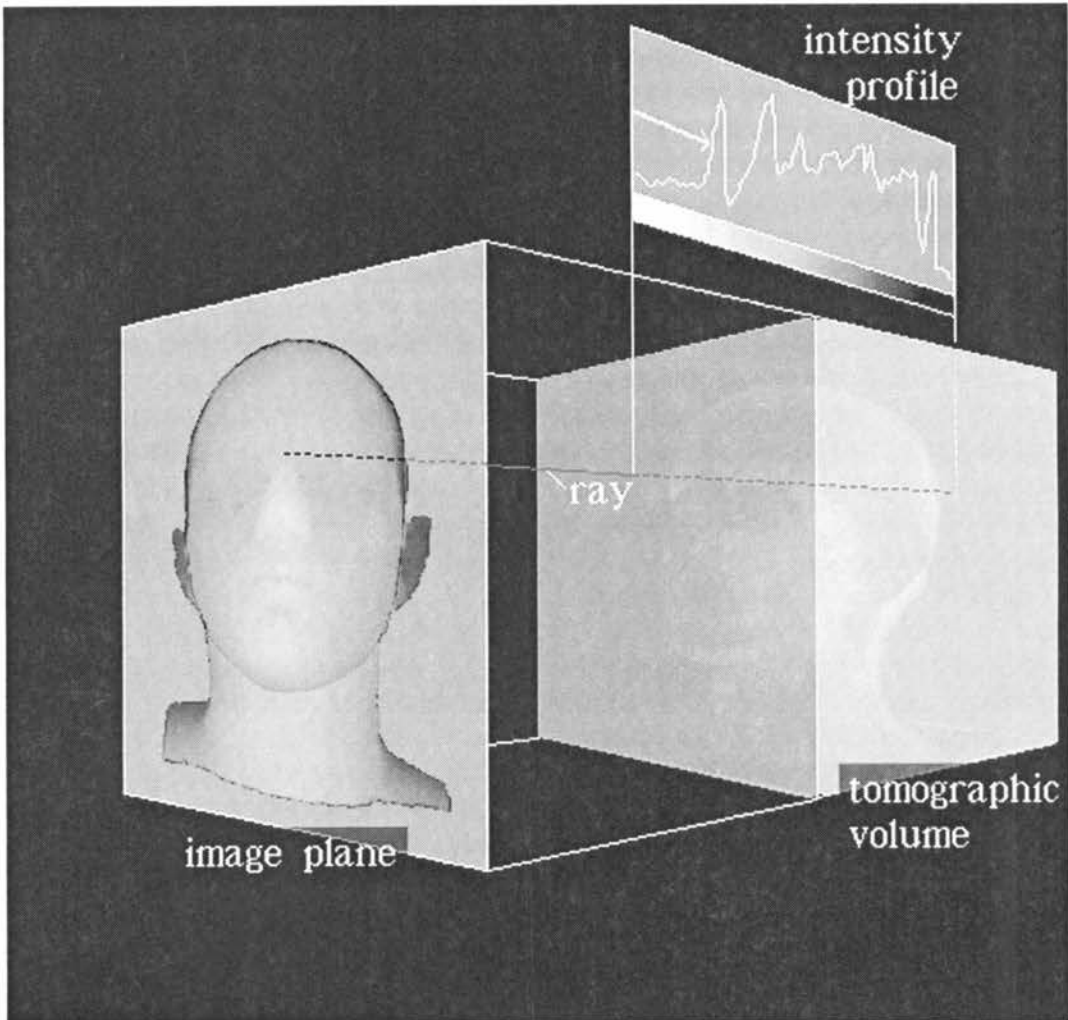 intensity
profile
ray
tomographic
volume
image plane